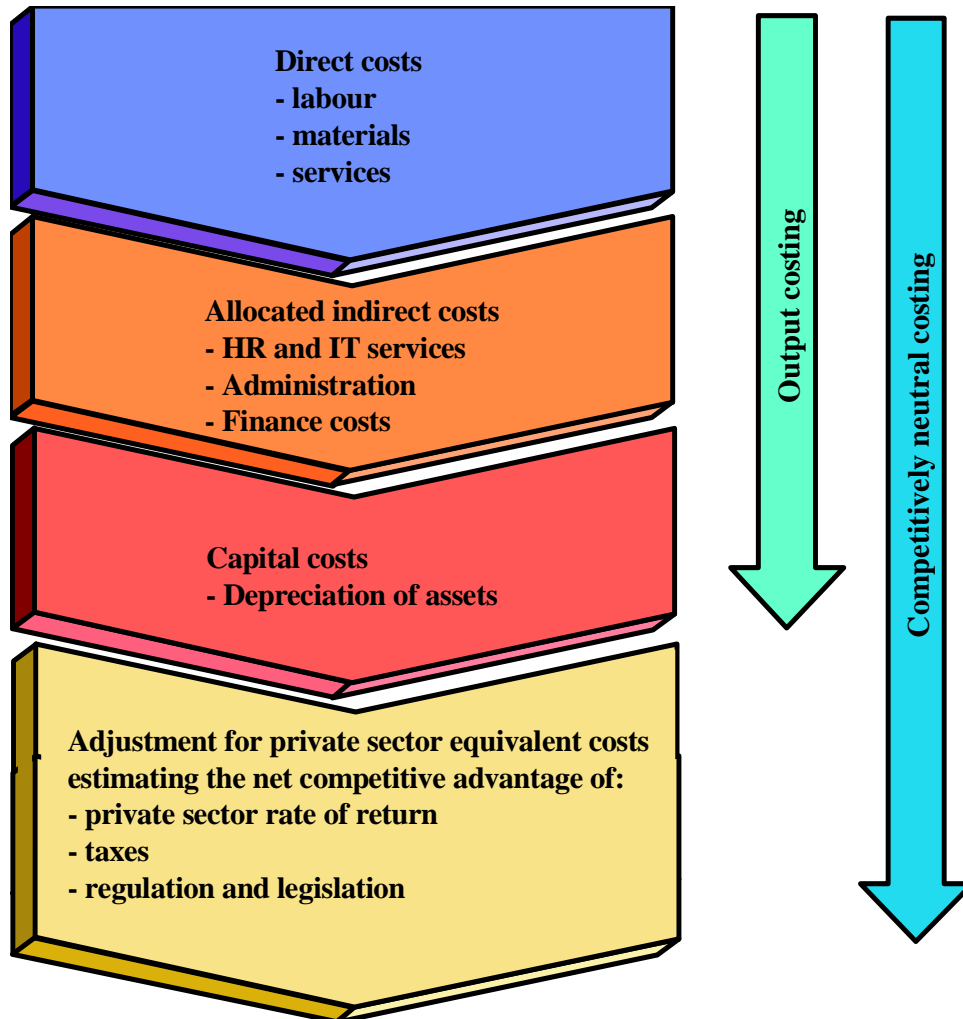 Direct costs
- labour
- materials
- services
Allocated indirect costs
- HR and IT services
- Administration
- Finance costs
Capital costs
- Depreciation of assets
Adjustment for private sector equivalent costs
estimating the net competitive advantage of:
- private sector rate of return
- taxes
- regulation and legislation
Output costing
Competitively neutral costing